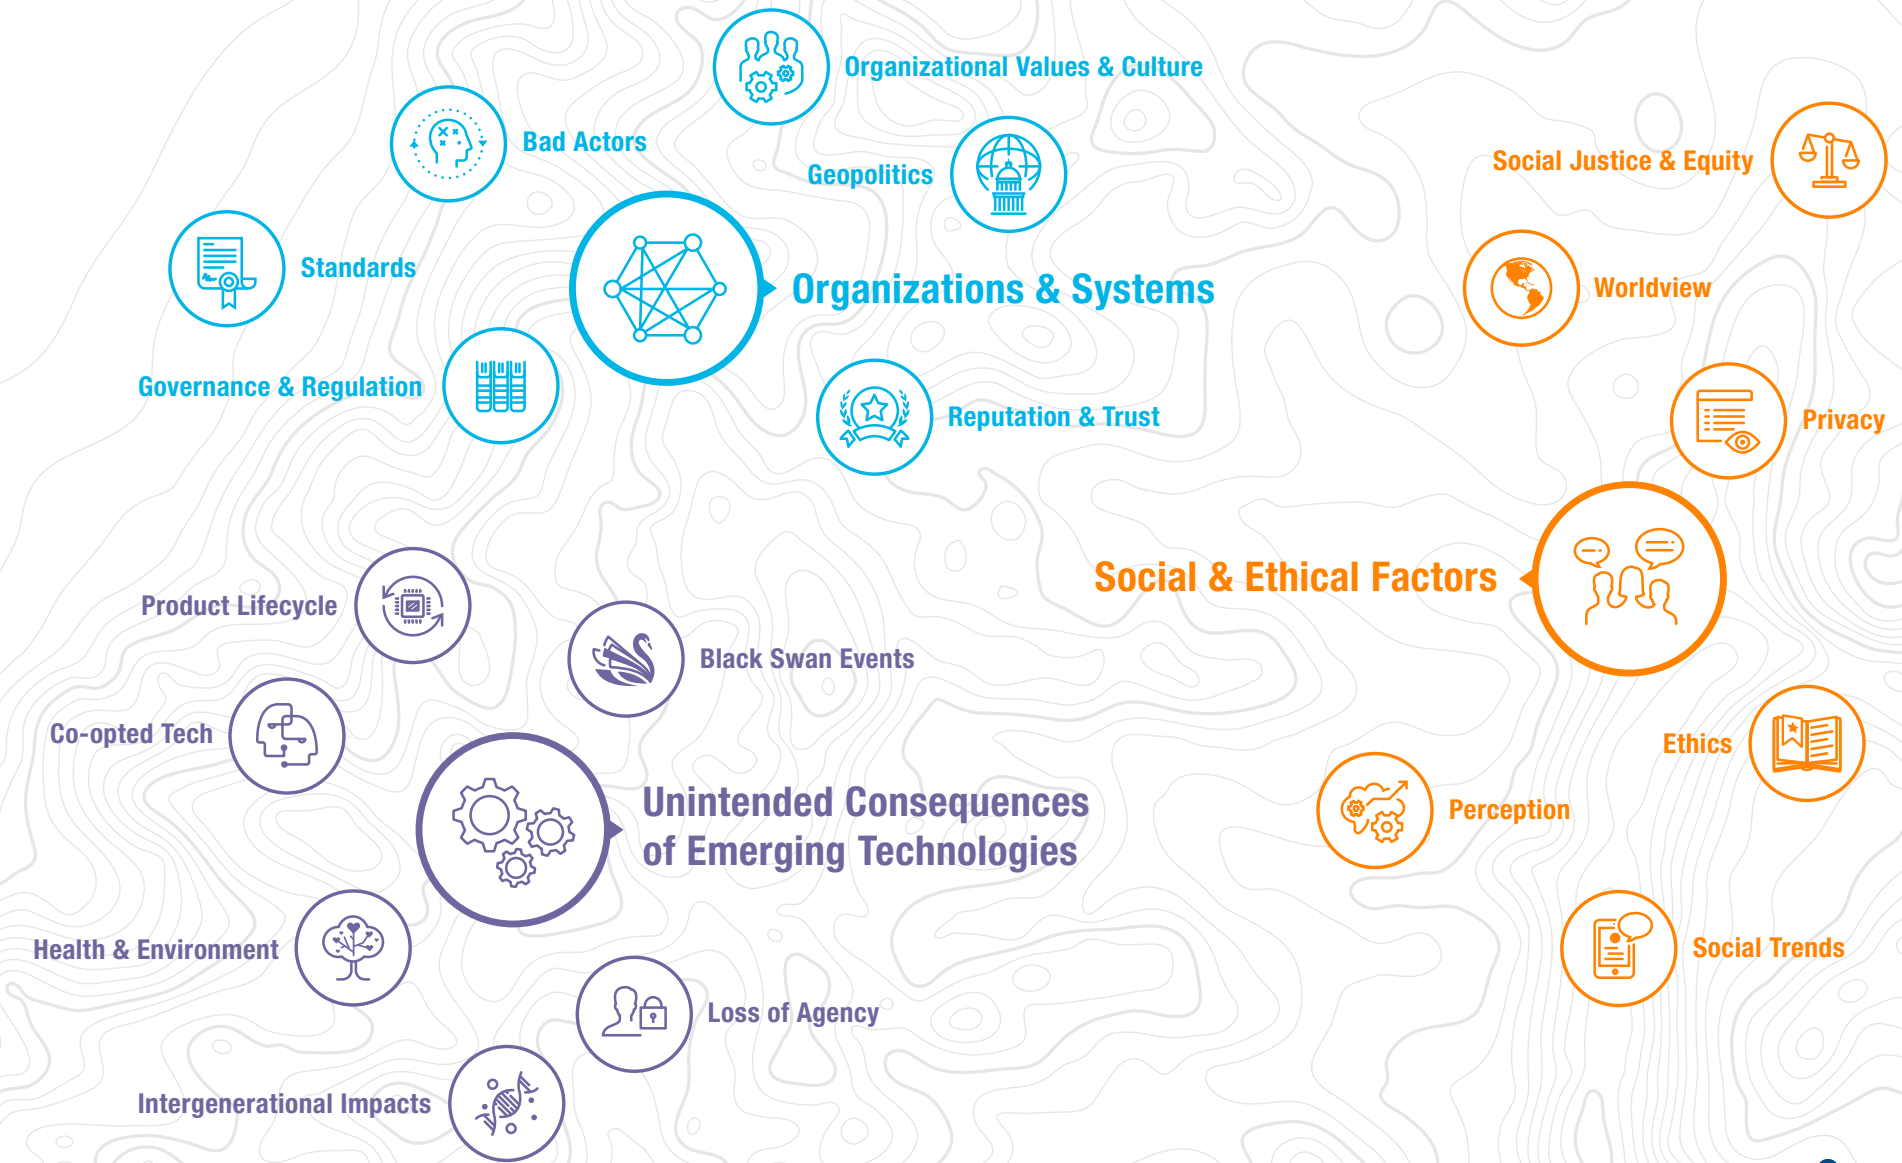 Organizational Values & Culture
Bad Actors
Geopolitics
Standards
Organizations & Systems
Governance & Regulation
Reputation & Trust
Social Justice & Equity
Worldview
Privacy
Social & Ethical Factors
Ethics
Perception
Social Trends
Product Lifecycle
Black Swan Events
Co-opted Tech
Unintended Consequences
of Emerging Technologies
Health & Environment
Loss of Agency
Intergenerational Impacts